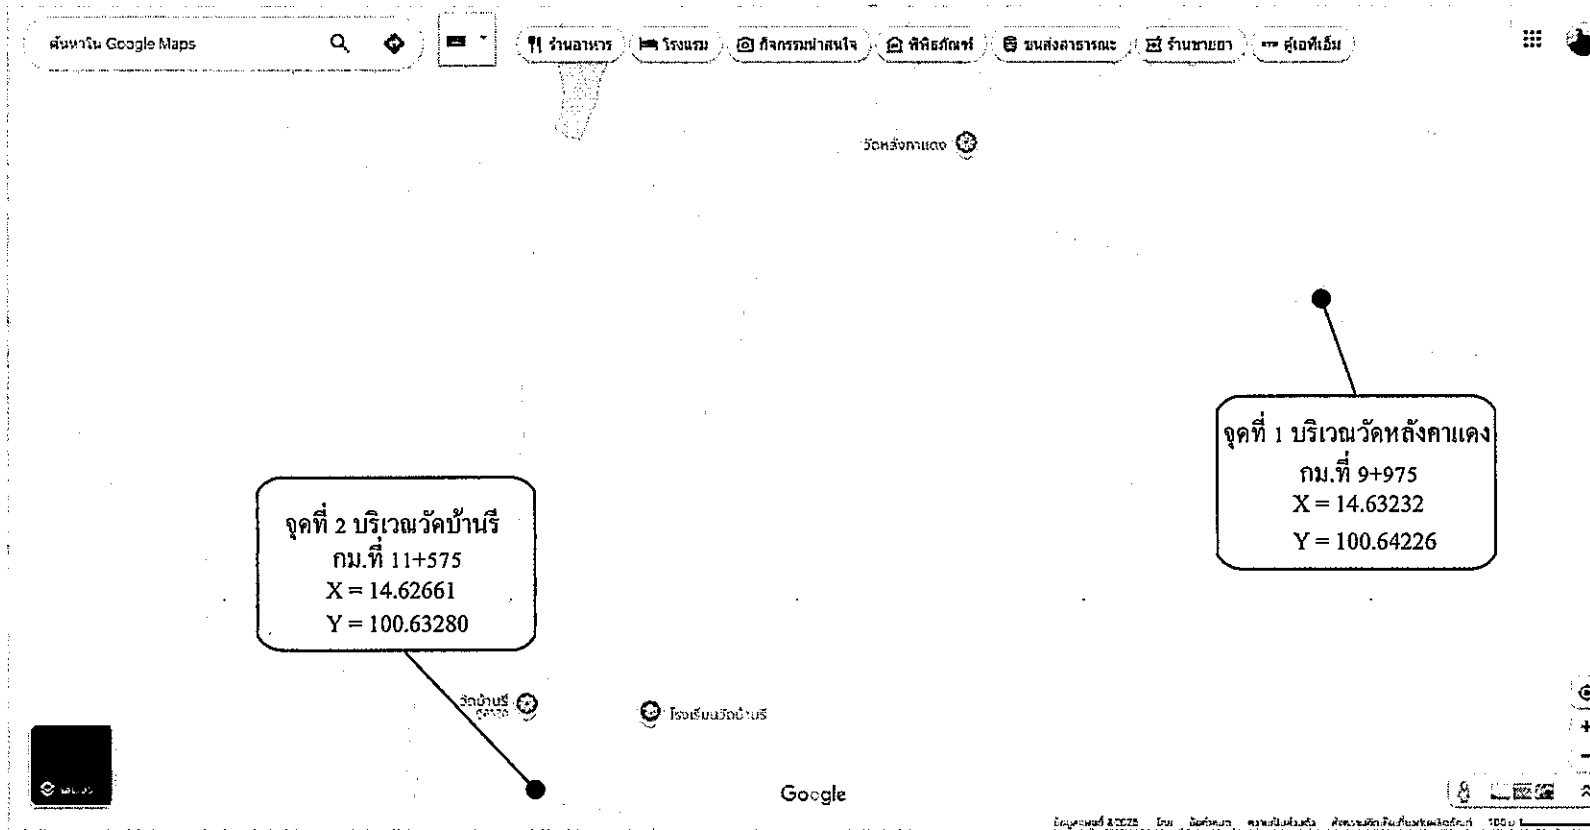 ค้นหาใน Google Maps
ร้านอาหาร
โรงแรม
กิจกรรมน่าสนใจ
พิพิธภัณฑ์
ขนส่งสาธารณะ
ร้านขายยา
ตู้เอทีเอ็ม
วัดหลังคาแดง
จุดที่ 1 บริเวณวัดหลังคาแดง
กม.ที่ 9+975
X = 14.63232
Y = 100.64226
จุดที่ 2 บริเวณวัดบ้านรี
กม.ที่ 11+575
X = 14.62661
Y = 100.63280
วัดบ้านรี
โรงเรียนวัดบ้านรี
Google